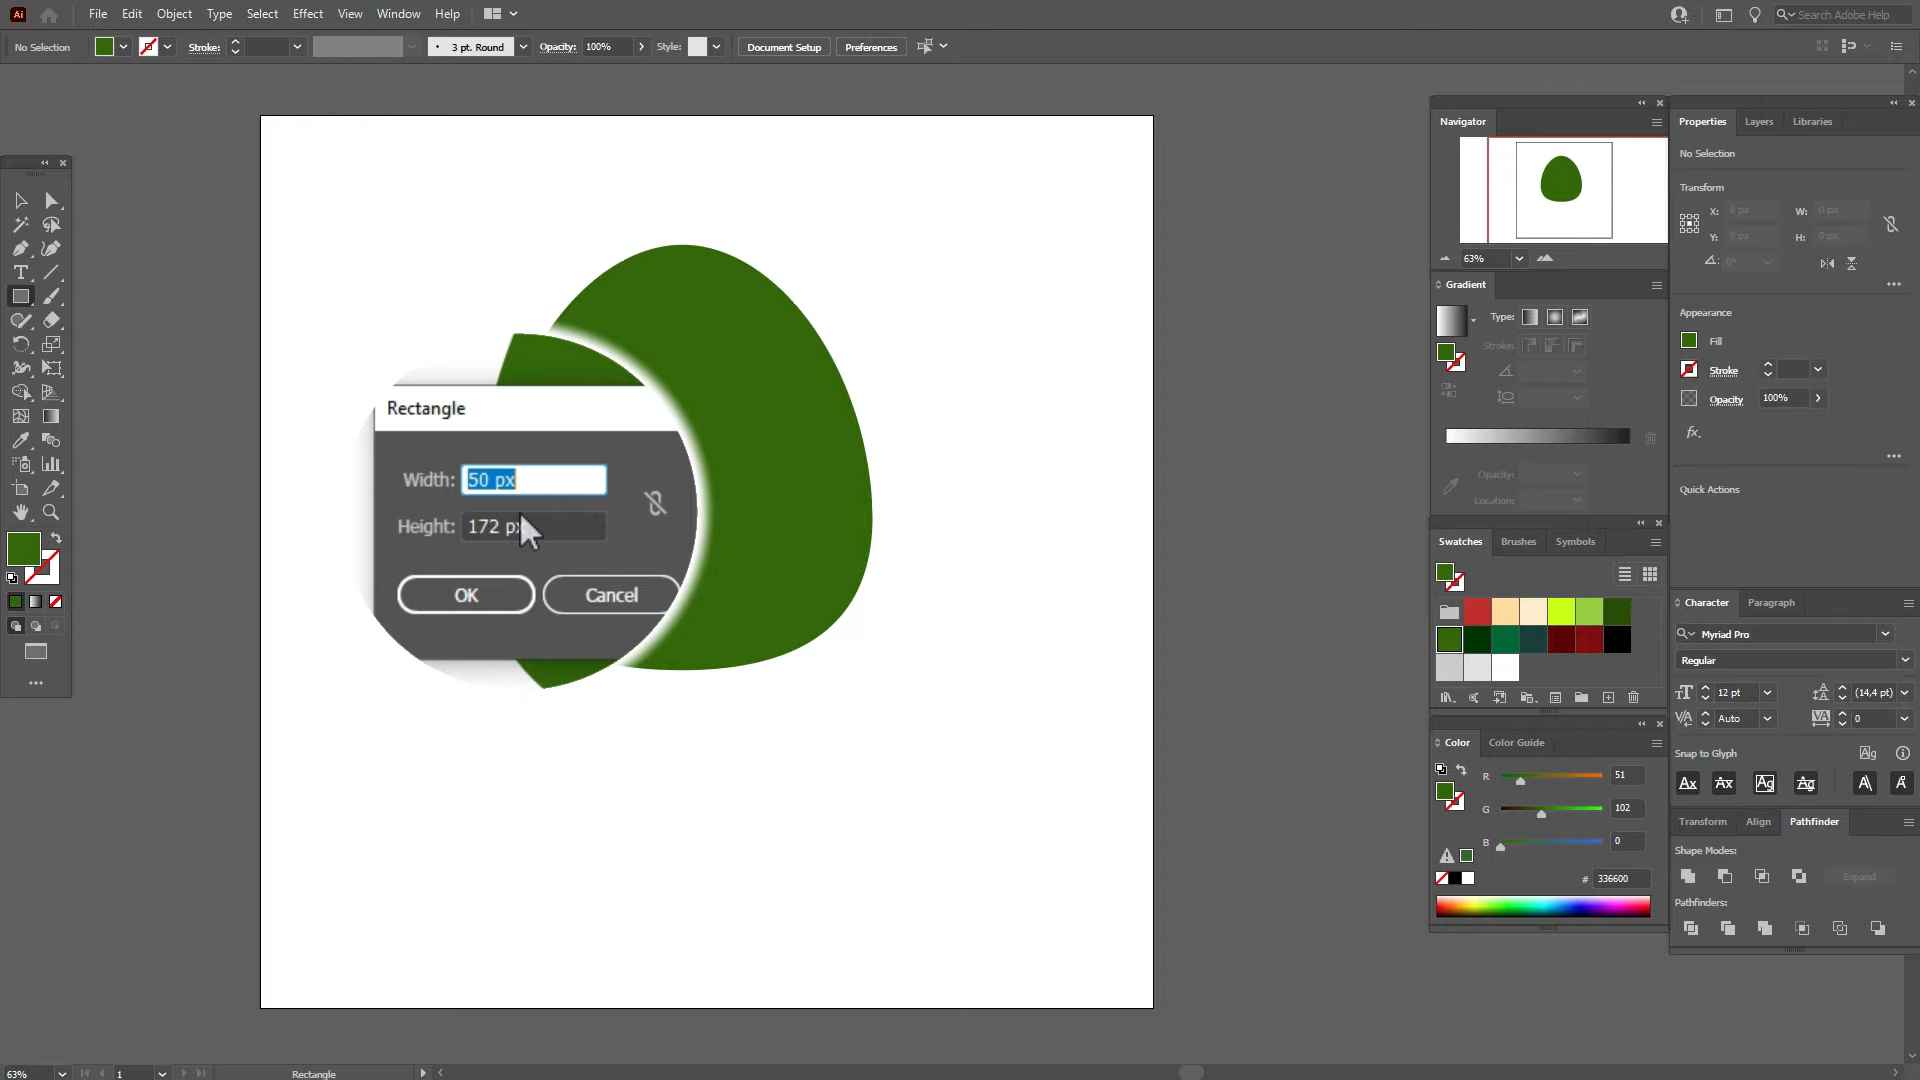 Ai File Edit Object Type Select Effect View Window Help Search Adobe Help
No Selection Stroke: 3 pt. Round Opacity: 100% Style: Document Setup Preferences
Navigator
63%
Gradient
Type:
Stroke:
Opacity:
Location:
Swatches Brushes Symbols
Color Color Guide
R 51
G 102
B 0
# 336600
Properties Layers Libraries
No Selection
Transform
X: 0 px W: 0 px
Y: 0 px H: 0 px
0°
Appearance
Fill
Stroke
Opacity 100%
fx.
Quick Actions
Character Paragraph
Myriad Pro
Regular
12 pt (14,4 pt)
Auto 0
Snap to Glyph
Transform Align Pathfinder
Shape Modes:
Expand
Pathfinders:
Rectangle
Width: 50 px
Height: 172 px
OK Cancel
63% 1 Rectangle